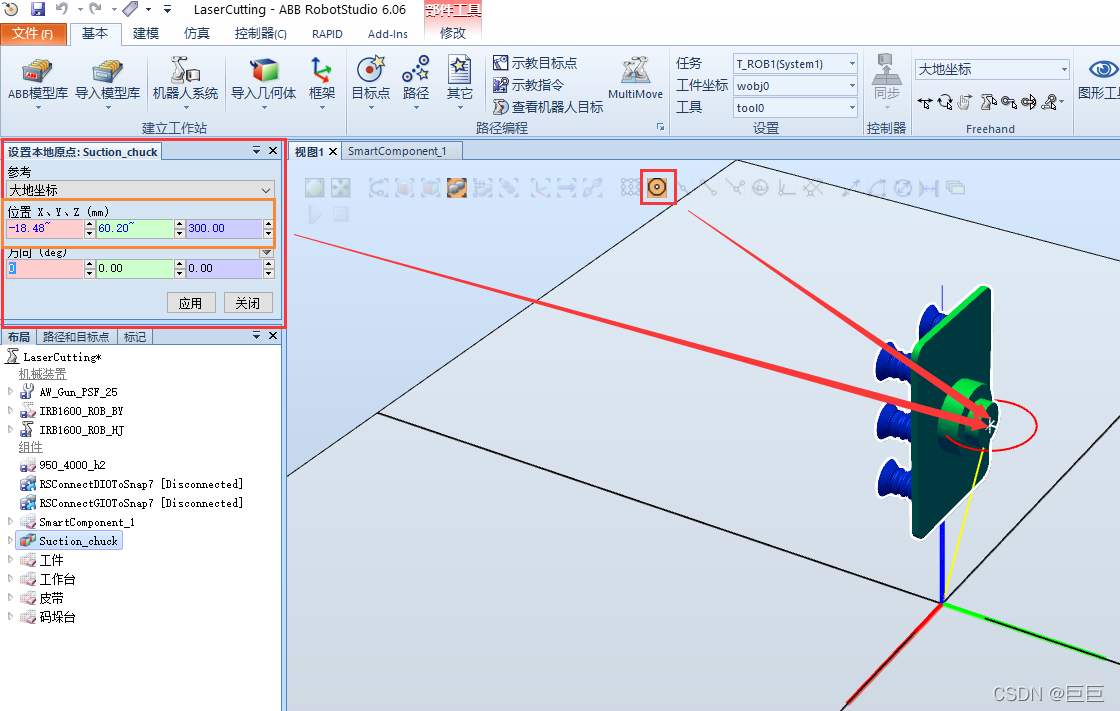 LaserCutting - ABB RobotStudio 6.06
部件工具
文件(F) 基本 建模 仿真 控制器(C) RAPID Add-Ins 修改
ABB模型库 导入模型库 机器人系统 导入几何体 框架 目标点 路径 其它
示教目标点
示教指令
查看机器人目标
MultiMove
任务 T_ROB1(System1)
工件坐标 wobj0
工具 tool0
同步
大地坐标
图形工
建立工作站 路径编程 设置 控制器 Freehand
设置本地原点: Suction_chuck
视图1 SmartComponent_1
参考
大地坐标
位置 X、Y、Z (mm)
-18.48~ 60.20~ 300.00
方向 (deg)
0 0.00 0.00
应用 关闭
布局 路径和目标点 标记
LaserCutting*
机械装置
AW_Gun_PSF_25
IRB1600_ROB_BY
IRB1600_ROB_HJ
组件
950_4000_h2
RSConnectDIOToSnap7 [Disconnected]
RSConnectGIOToSnap7 [Disconnected]
SmartComponent_1
Suction_chuck
工件
工作台
皮带
码垛台
CSDN @巨巨